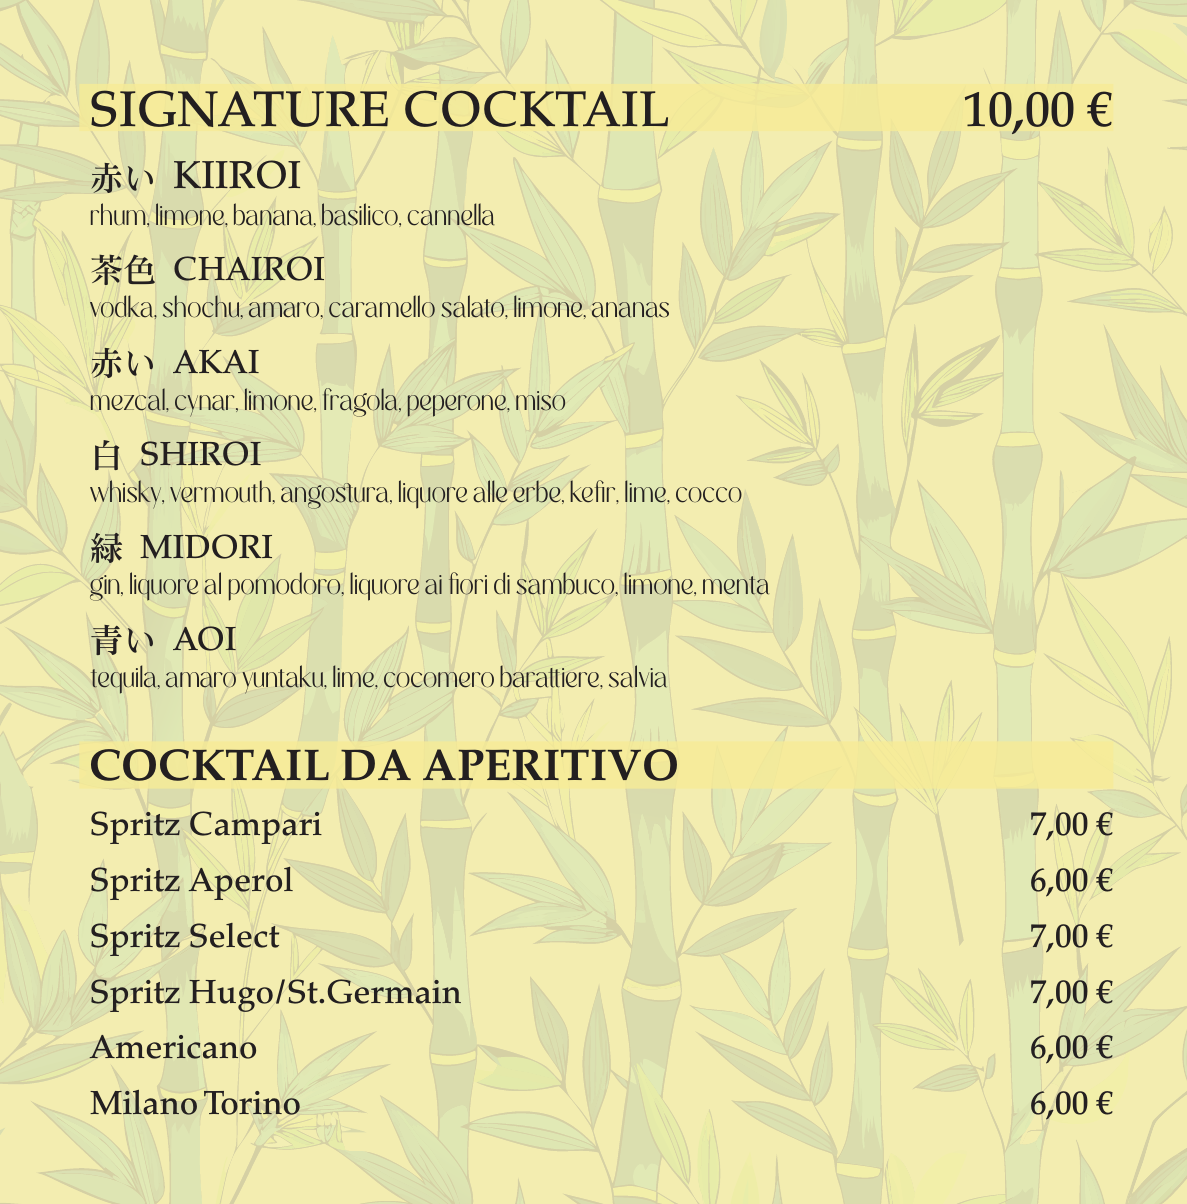 SIGNATURE COCKTAIL 10,00 €
赤い KIIROI
rhum, limone, banana, basilico, cannella
茶色 CHAIROI
vodka, shochu, amaro, caramello salato, limone, ananas
赤い AKAI
mezcal, cynar, limone, fragola, peperone, miso
白 SHIROI
whisky, vermouth, angostura, liquore alle erbe, kefir, lime, cocco
緑 MIDORI
gin, liquore al pomodoro, liquore ai fiori di sambuco, limone, menta
青い AOI
tequila, amaro yuntaku, lime, cocomero barattiere, salvia
COCKTAIL DA APERITIVO
Spritz Campari 7,00 €
Spritz Aperol 6,00 €
Spritz Select 7,00 €
Spritz Hugo/St.Germain 7,00 €
Americano 6,00 €
Milano Torino 6,00 €